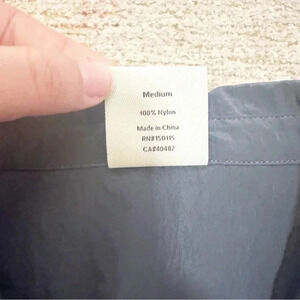 Medium
100% Nylon
Made in China
RN#150115
CA#40482